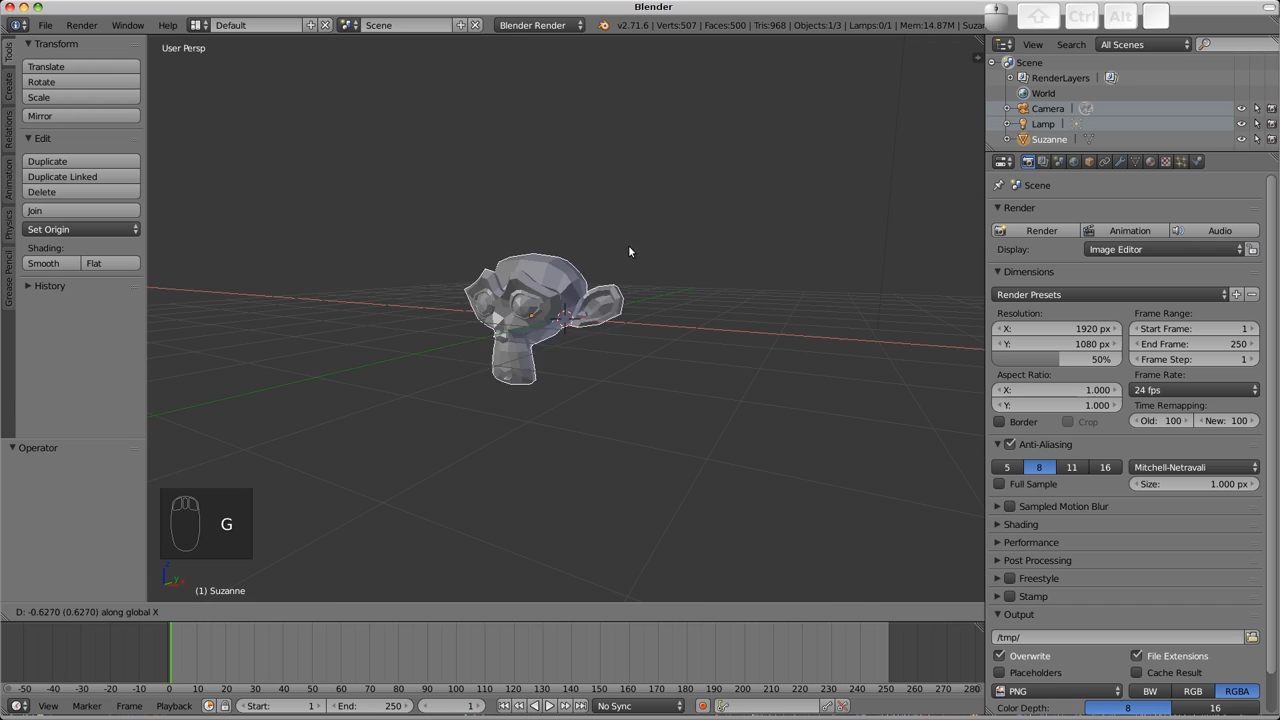 Blender
File Render Window Help Default Scene Blender Render v2.71.6 | Verts:507 | Faces:500 | Tris:968 | Objects:1/3 | Lamps:0/1 | Mem:14.87M | Suza
Ctrl Alt
Tools
Create
Relations
Animation
Physics
Grease Pencil
Transform
Translate
Rotate
Scale
Mirror
Edit
Duplicate
Duplicate Linked
Delete
Join
Set Origin
Shading:
Smooth Flat
History
Operator
User Persp
G
z
y
x
(1) Suzanne
D: -0.6270 (0.6270) along global X
-50 -40 -30 -20 -10 0 10 20 30 40 50 60 70 80 90 100 110 120 130 140 150 160 170 180 190 200 210 220 230 240 250 260 270 280
View Marker Frame Playback Start: 1 End: 250 1 No Sync
View Search All Scenes
Scene
RenderLayers |
World
Camera |
Lamp |
Suzanne |
Scene
Render
Render Animation Audio
Display: Image Editor
Dimensions
Render Presets
Resolution: Frame Range:
X: 1920 px Start Frame: 1
Y: 1080 px End Frame: 250
50% Frame Step: 1
Aspect Ratio: Frame Rate:
X: 1.000 24 fps
Y: 1.000 Time Remapping:
Border Crop Old: 100 New: 100
Anti-Aliasing
5 8 11 16 Mitchell-Netravali
Full Sample Size: 1.000 px
Sampled Motion Blur
Shading
Performance
Post Processing
Freestyle
Stamp
Output
/tmp/
Overwrite File Extensions
Placeholders Cache Result
PNG BW RGB RGBA
Color Depth: 8 16